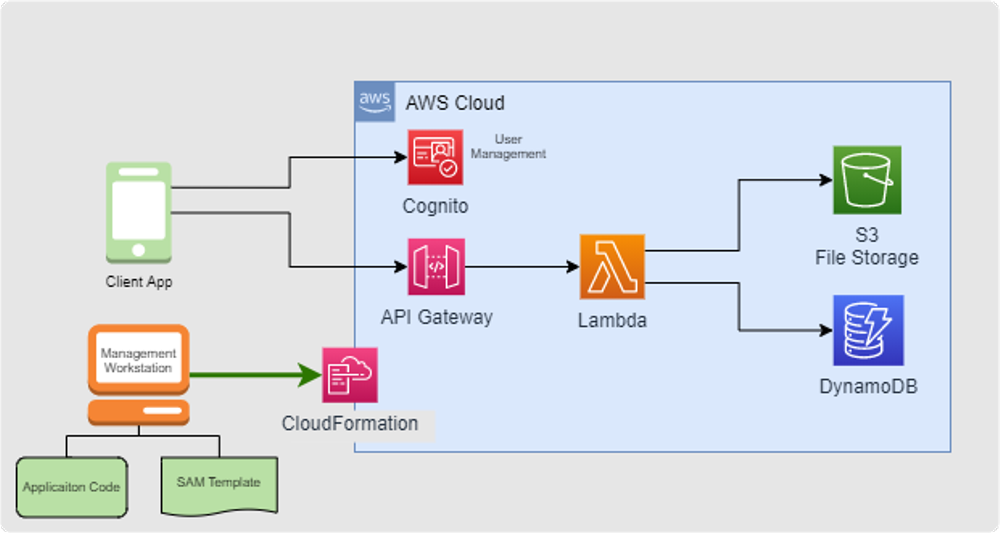 aws
AWS Cloud
User
Management
Cognito
Client App
API Gateway
Lambda
S3
File Storage
DynamoDB
Management
Workstation
CloudFormation
Applicaiton Code
SAM Template